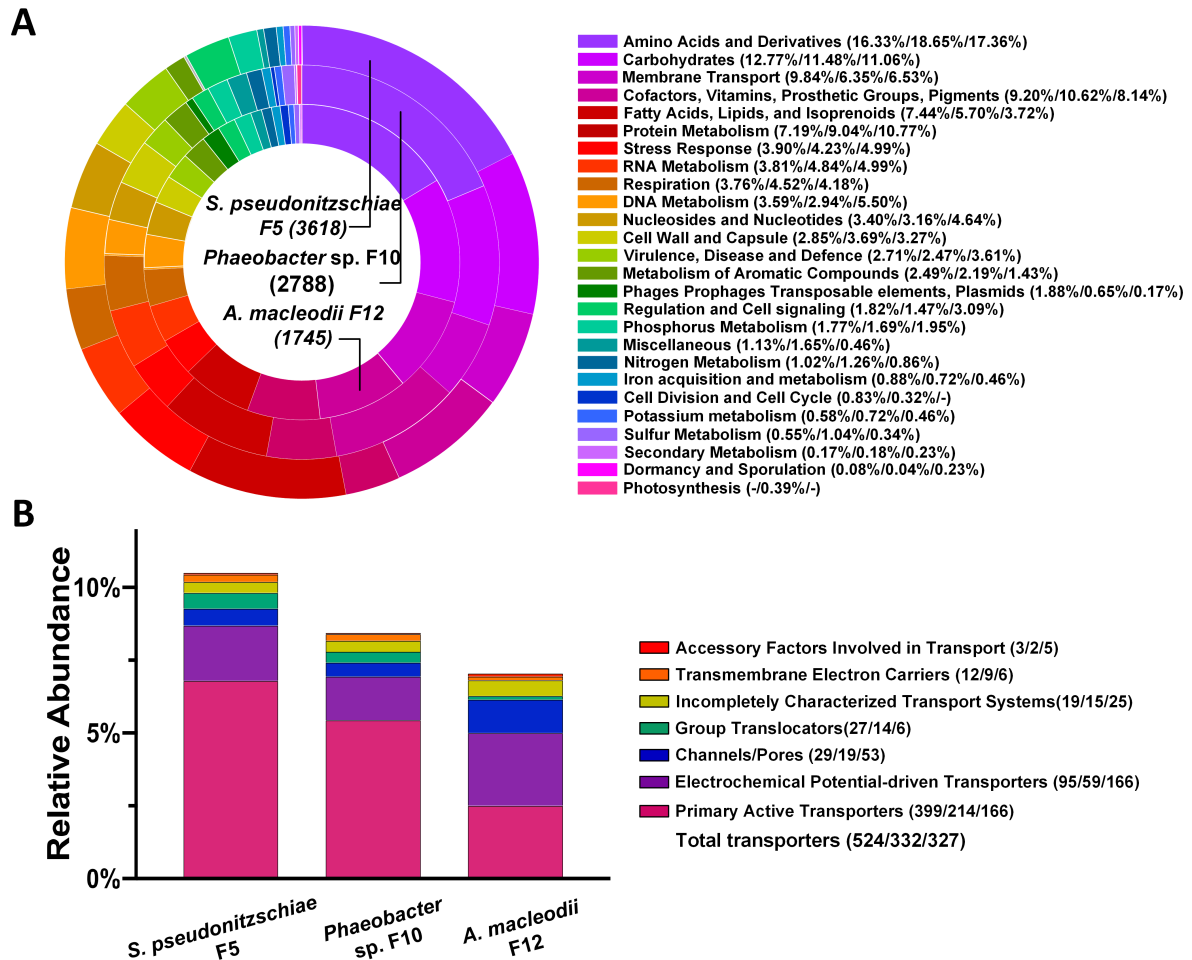 A
Amino Acids and Derivatives (16.33%/18.65%/17.36%)
Carbohydrates (12.77%/11.48%/11.06%)
Membrane Transport (9.84%/6.35%/6.53%)
Cofactors, Vitamins, Prosthetic Groups, Pigments (9.20%/10.62%/8.14%)
Fatty Acids, Lipids, and Isoprenoids (7.44%/5.70%/3.72%)
Protein Metabolism (7.19%/9.04%/10.77%)
Stress Response (3.90%/4.23%/4.99%)
RNA Metabolism (3.81%/4.84%/4.99%)
Respiration (3.76%/4.52%/4.18%)
DNA Metabolism (3.59%/2.94%/5.50%)
Nucleosides and Nucleotides (3.40%/3.16%/4.64%)
Cell Wall and Capsule (2.85%/3.69%/3.27%)
Virulence, Disease and Defence (2.71%/2.47%/3.61%)
Metabolism of Aromatic Compounds (2.49%/2.19%/1.43%)
Phages Prophages Transposable elements, Plasmids (1.88%/0.65%/0.17%)
Regulation and Cell signaling (1.82%/1.47%/3.09%)
Phosphorus Metabolism (1.77%/1.69%/1.95%)
Miscellaneous (1.13%/1.65%/0.46%)
Nitrogen Metabolism (1.02%/1.26%/0.86%)
Iron acquisition and metabolism (0.88%/0.72%/0.46%)
Cell Division and Cell Cycle (0.83%/0.32%/-)
Potassium metabolism (0.58%/0.72%/0.46%)
Sulfur Metabolism (0.55%/1.04%/0.34%)
Secondary Metabolism (0.17%/0.18%/0.23%)
Dormancy and Sporulation (0.08%/0.04%/0.23%)
Photosynthesis (-/0.39%/-)
S. pseudonitzschiae
F5 (3618)
Phaeobacter sp. F10
(2788)
A. macleodii F12
(1745)
B
Relative Abundance
10%
5%
0%
S. pseudonitzschiae
F5
Phaeobacter
sp. F10
A. macleodii
F12
Accessory Factors Involved in Transport (3/2/5)
Transmembrane Electron Carriers (12/9/6)
Incompletely Characterized Transport Systems(19/15/25)
Group Translocators(27/14/6)
Channels/Pores (29/19/53)
Electrochemical Potential-driven Transporters (95/59/166)
Primary Active Transporters (399/214/166)
Total transporters (524/332/327)